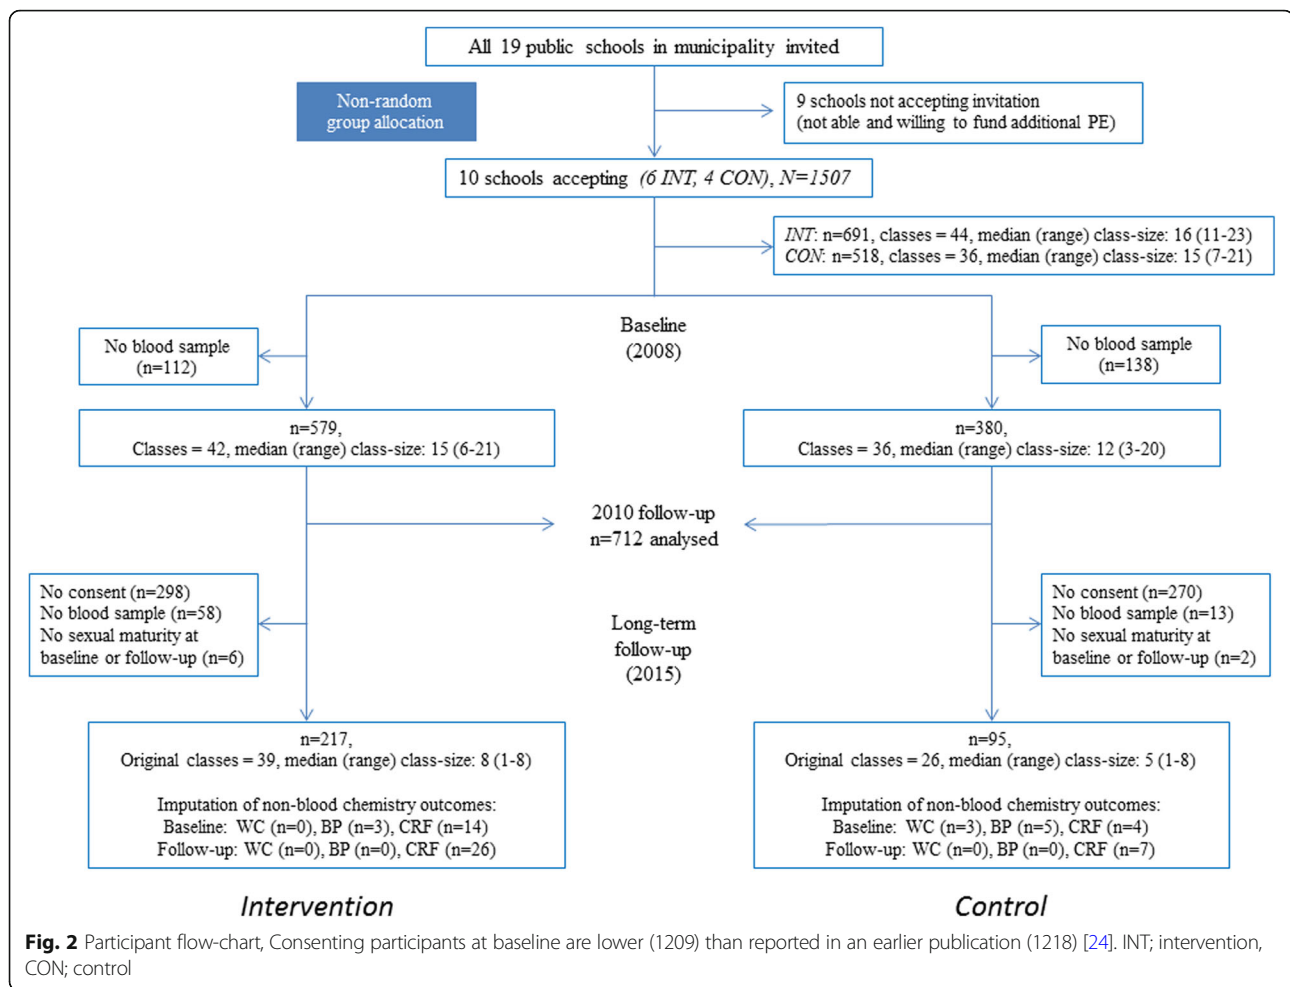 All 19 public schools in municipality invited
Non-random
group allocation
9 schools not accepting invitation
(not able and willing to fund additional PE)
10 schools accepting (6 INT, 4 CON), N=1507
INT: n=691, classes = 44, median (range) class-size: 16 (11-23)
CON: n=518, classes = 36, median (range) class-size: 15 (7-21)
Baseline
(2008)
No blood sample
(n=112)
No blood sample
(n=138)
n=579,
Classes = 42, median (range) class-size: 15 (6-21)
n=380,
Classes = 36, median (range) class-size: 12 (3-20)
2010 follow-up
n=712 analysed
No consent (n=298)
No blood sample (n=58)
No sexual maturity at
baseline or follow-up (n=6)
Long-term
follow-up
(2015)
No consent (n=270)
No blood sample (n=13)
No sexual maturity at
baseline or follow-up (n=2)
n=217,
Original classes = 39, median (range) class-size: 8 (1-8)
Imputation of non-blood chemistry outcomes:
Baseline: WC (n=0), BP (n=3), CRF (n=14)
Follow-up: WC (n=0), BP (n=0), CRF (n=26)
n=95,
Original classes = 26, median (range) class-size: 5 (1-8)
Imputation of non-blood chemistry outcomes:
Baseline: WC (n=3), BP (n=5), CRF (n=4)
Follow-up: WC (n=0), BP (n=0), CRF (n=7)
Intervention
Control
Fig. 2 Participant flow-chart, Consenting participants at baseline are lower (1209) than reported in an earlier publication (1218) [24]. INT; intervention,
CON; control